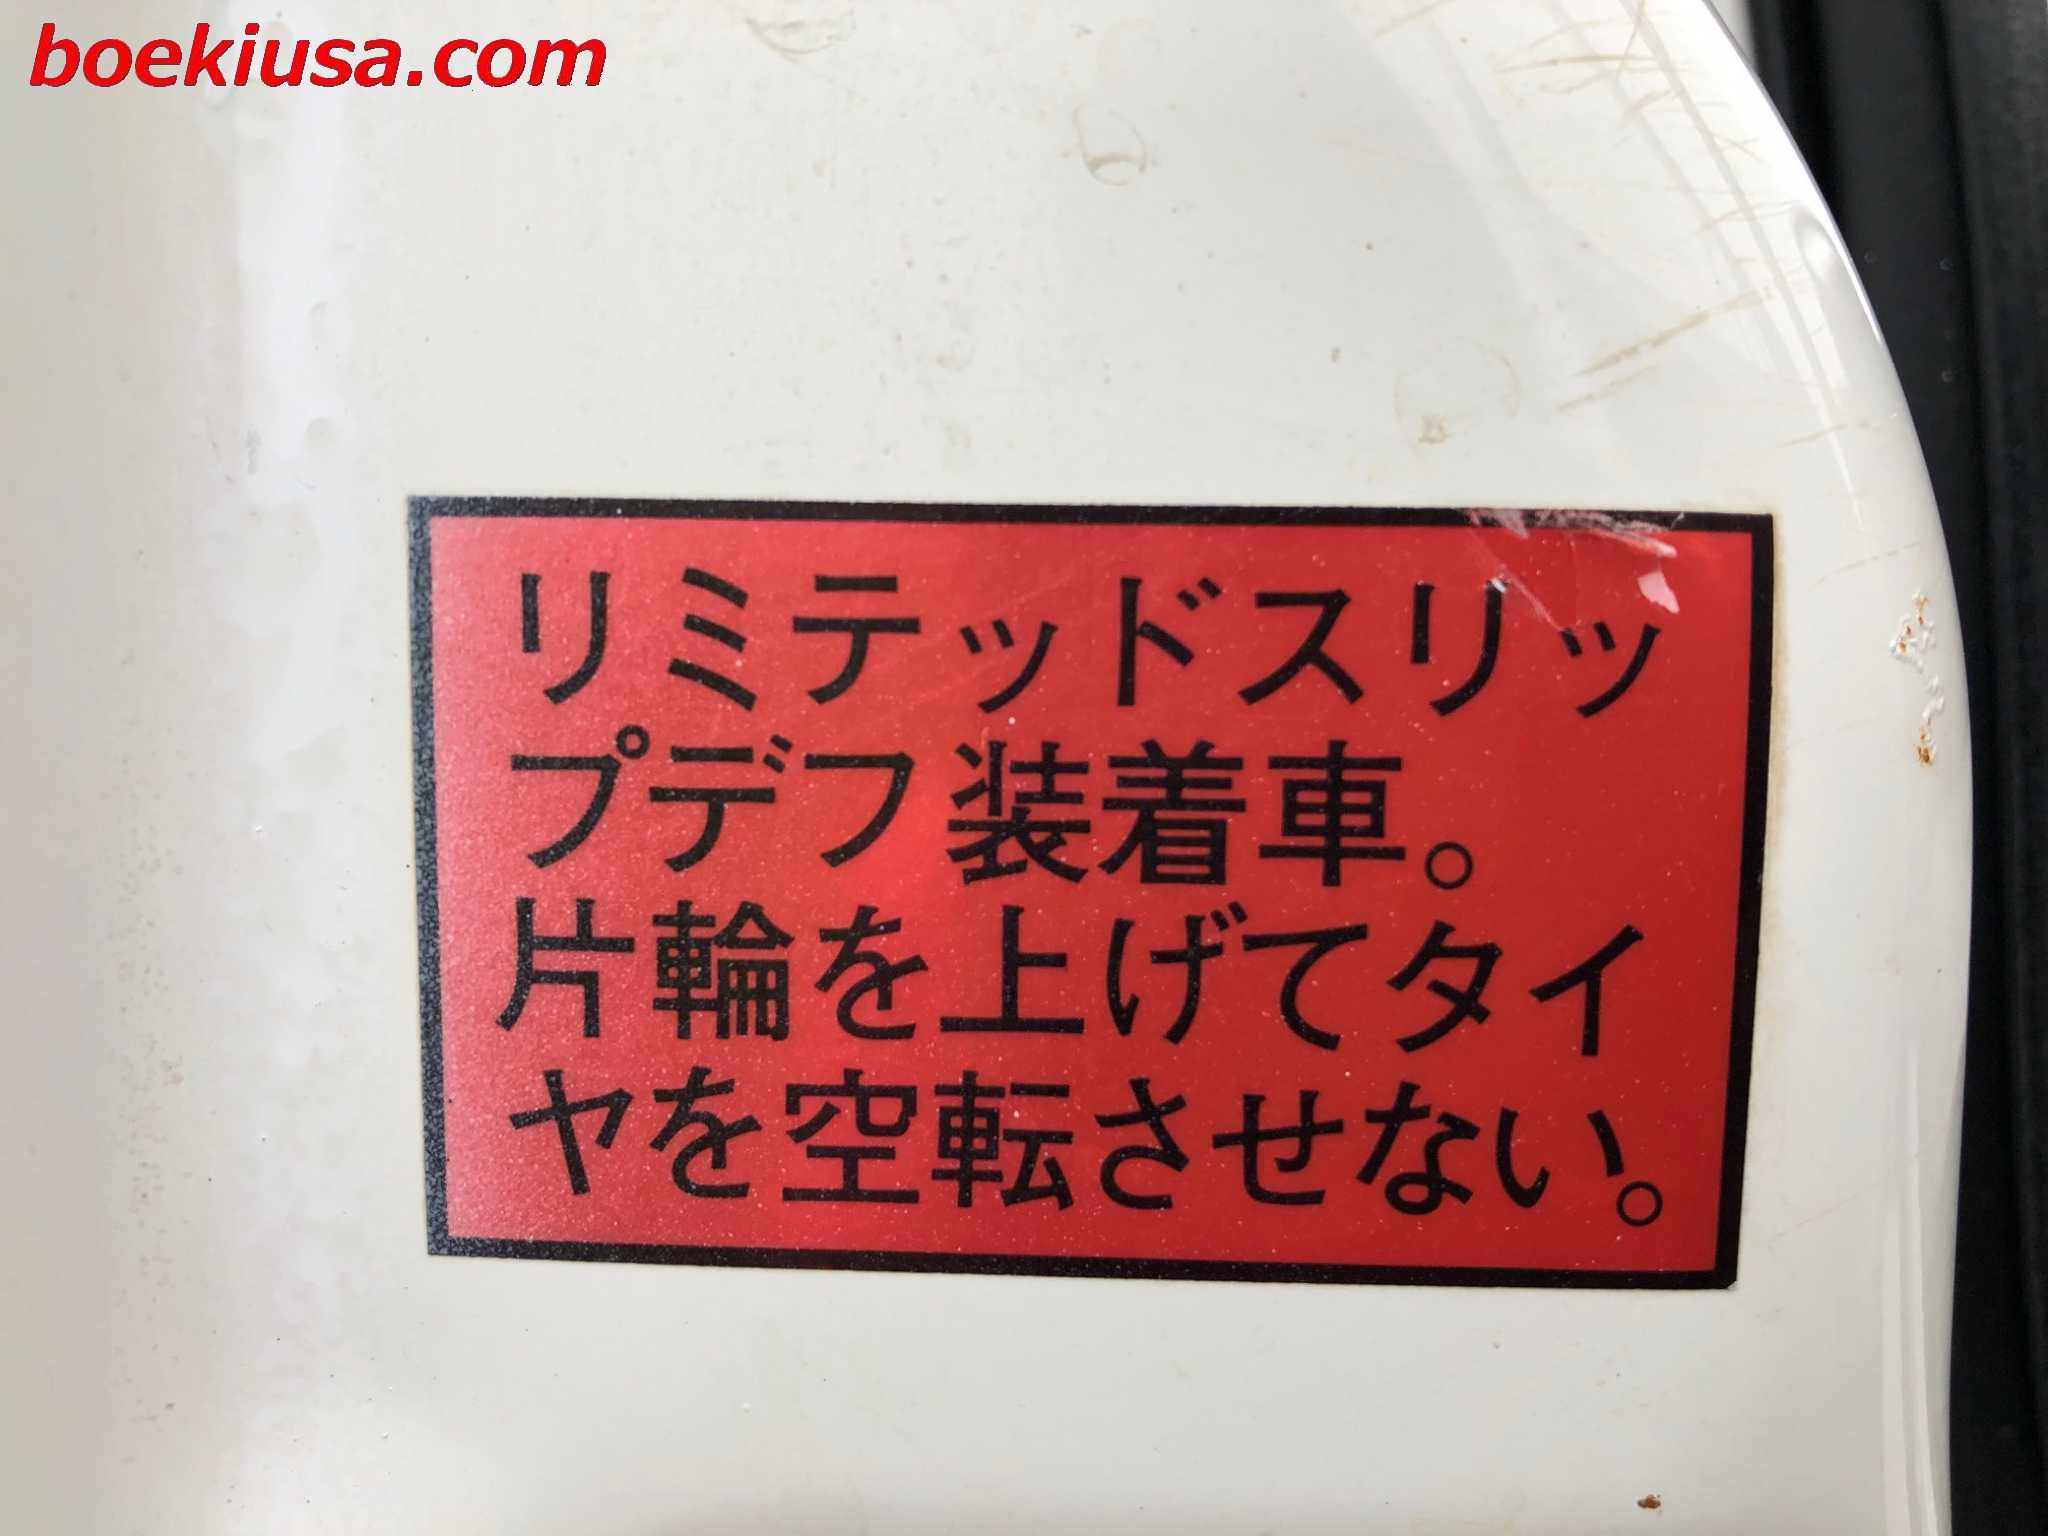 boekiusa.com
リミテッドスリッ
プデフ装着車。
片輪を上げてタイ
ヤを空転させない。